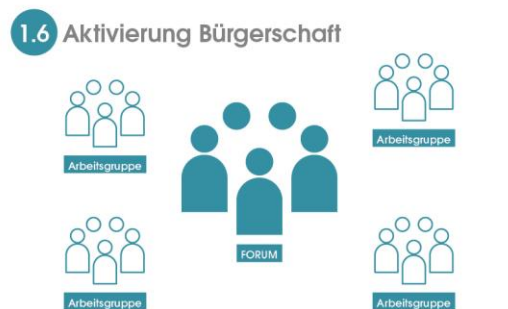 1.6 Aktivierung Bürgerschaft
Arbeitsgruppe
Arbeitsgruppe
FORUM
Arbeitsgruppe
Arbeitsgruppe